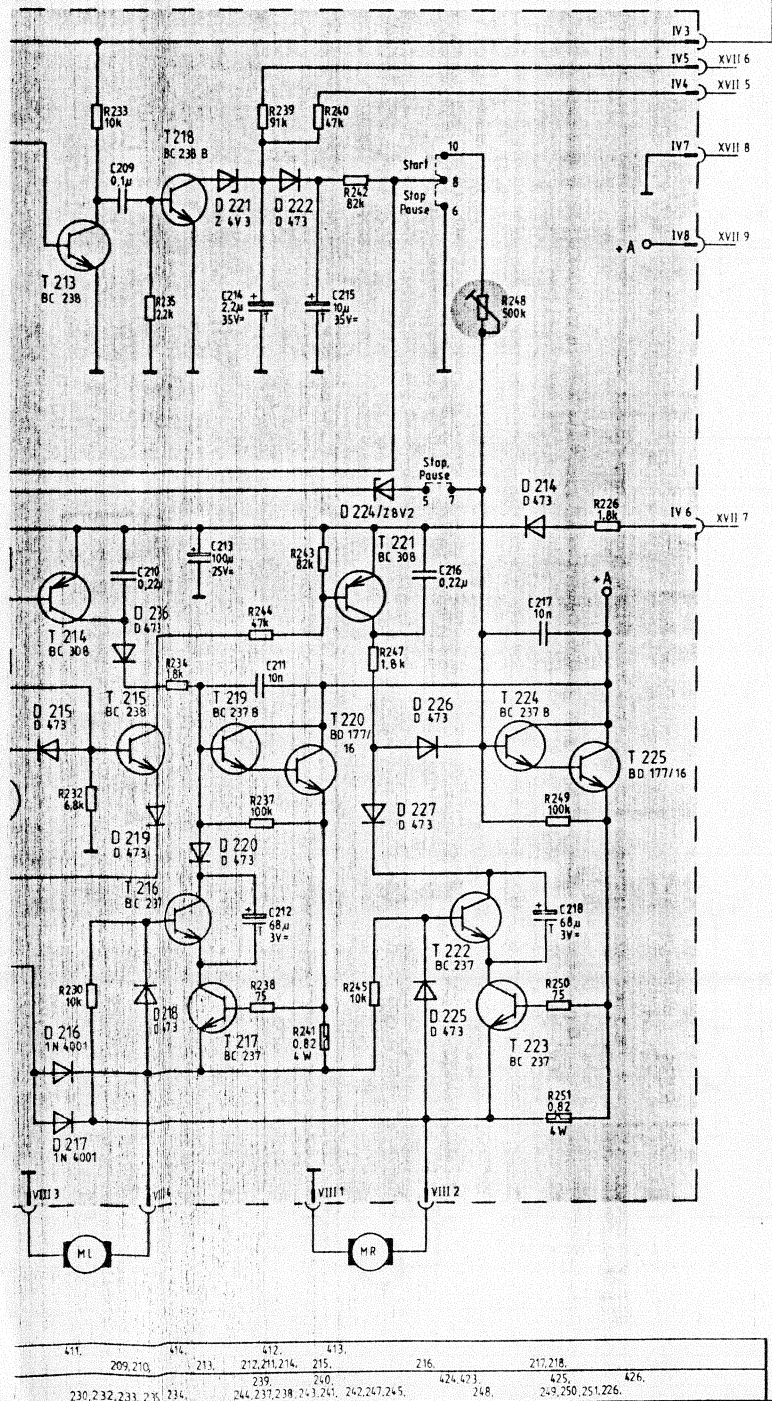 IV 3
IV5 XVII 6
IV4 XVII 5
R233
10k
T 218
BC 238 B
R239
91k
R240
47k
10
Start
8
Stop
Pause
6
IV7 XVII 8
C209
0,1µ
D 221
Z 4V 3
D 222
D 473
R242
82k
+A
IV8 XVII 9
T 213
BC 238
R235
2,2k
C214
2,2µ
35V=
C215
10µ
35V=
R248
500k
Stop,
Pause
5 7
D 224/Z8V2
D 214
D 473
R226
1,8k
IV 6 XVII 7
C210
0,22µ
C213
100µ
25V=
R243
82k
T 221
BC 308
C216
0,22µ
+A
C217
10n
T 214
BC 308
D 236
D 473
R244
47k
R247
1,8k
R234
1,8k
C211
10n
D 215
D 473
T 215
BC 238
T 219
BC 237 B
T 220
BD 177/
16
D 226
D 473
T 224
BC 237 B
T 225
BD 177/16
R232
6,8k
D 219
D 473
R237
100k
D 220
D 473
D 227
D 473
R249
100k
T 216
BC 237
C212
68µ
3V=
T 222
BC 237
C218
68µ
3V=
R230
10k
D 218
D 473
R238
75
T 217
BC 237
R241
0,82
4 W
R245
10k
D 225
D 473
R250
75
T 223
BC 237
D 216
1N 4001
D 217
1N 4001
R251
0,82
4W
VIII 3
VIII 4
VIII 1
VIII 2
ML
MR
411. 414. 412. 413.
209,210, 213. 212,211,214. 215. 216. 217,218.
239. 240. 424,423. 425. 426.
230,232,233. 235 234. 244,237,238,243,241. 242,247,245. 248. 249,250,251,226.